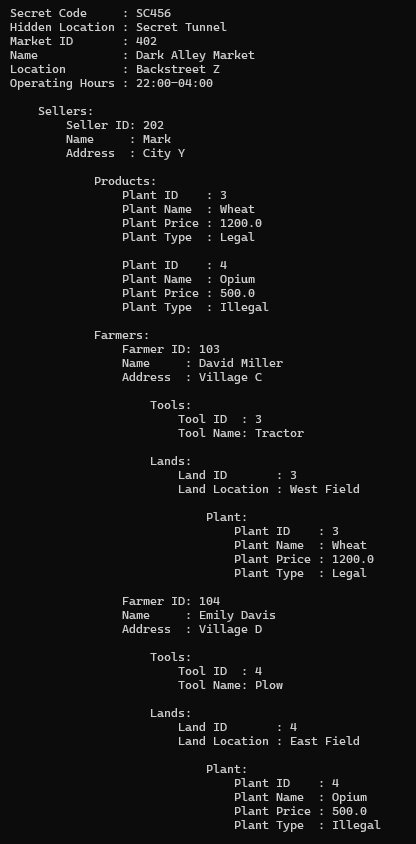 Secret Code     : SC456
Hidden Location : Secret Tunnel
Market ID       : 402
Name            : Dark Alley Market
Location        : Backstreet Z
Operating Hours : 22:00-04:00
    Sellers:
        Seller ID: 202
        Name     : Mark
        Address  : City Y
            Products:
                Plant ID    : 3
                Plant Name  : Wheat
                Plant Price : 1200.0
                Plant Type  : Legal
                Plant ID    : 4
                Plant Name  : Opium
                Plant Price : 500.0
                Plant Type  : Illegal
            Farmers:
                Farmer ID: 103
                Name     : David Miller
                Address  : Village C
                    Tools:
                        Tool ID  : 3
                        Tool Name: Tractor
                    Lands:
                        Land ID       : 3
                        Land Location : West Field
                            Plant:
                                Plant ID    : 3
                                Plant Name  : Wheat
                                Plant Price : 1200.0
                                Plant Type  : Legal
                Farmer ID: 104
                Name     : Emily Davis
                Address  : Village D
                    Tools:
                        Tool ID  : 4
                        Tool Name: Plow
                    Lands:
                        Land ID       : 4
                        Land Location : East Field
                            Plant:
                                Plant ID    : 4
                                Plant Name  : Opium
                                Plant Price : 500.0
                                Plant Type  : Illegal